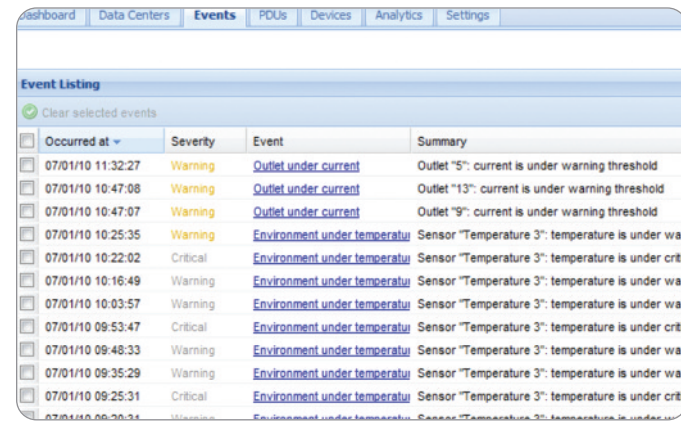 Dashboard Data Centers Events PDUs Devices Analytics Settings
Event Listing
Clear selected events
Occurred at Severity Event Summary
07/01/10 11:32:27 Warning Outlet under current Outlet "5": current is under warning threshold
07/01/10 10:47:08 Warning Outlet under current Outlet "13": current is under warning threshold
07/01/10 10:47:07 Warning Outlet under current Outlet "9": current is under warning threshold
07/01/10 10:25:35 Warning Environment under temperatur Sensor "Temperature 3": temperature is under wa
07/01/10 10:22:02 Critical Environment under temperatur Sensor "Temperature 3": temperature is under crit
07/01/10 10:16:49 Warning Environment under temperatur Sensor "Temperature 3": temperature is under wa
07/01/10 10:03:57 Warning Environment under temperatur Sensor "Temperature 3": temperature is under wa
07/01/10 09:53:47 Critical Environment under temperatur Sensor "Temperature 3": temperature is under crit
07/01/10 09:48:33 Warning Environment under temperatur Sensor "Temperature 3": temperature is under wa
07/01/10 09:35:29 Warning Environment under temperatur Sensor "Temperature 3": temperature is under wa
07/01/10 09:25:31 Critical Environment under temperatur Sensor "Temperature 3": temperature is under crit